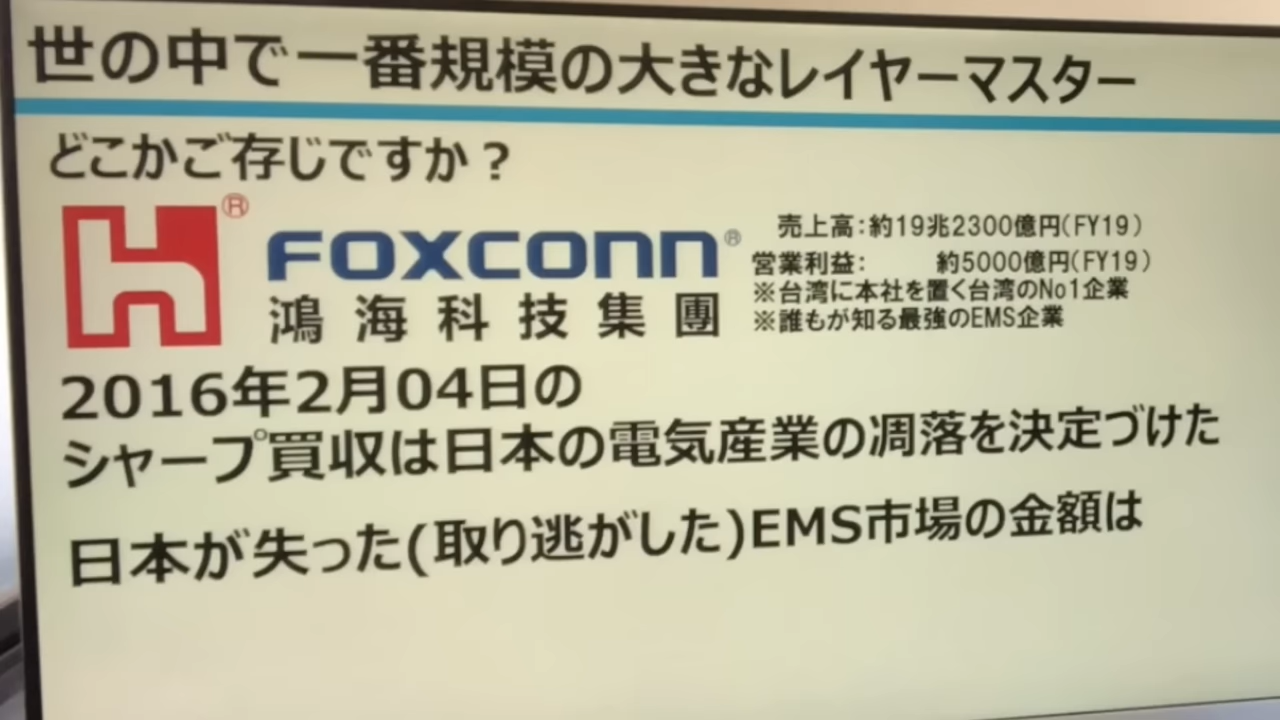 世の中で一番規模の大きなレイヤーマスター
どこかご存じですか？
®
FOXCONN®
鴻海科技集團
売上高：約19兆2300億円（FY19）
営業利益： 約5000億円（FY19）
※台湾に本社を置く台湾のNo1企業
※誰もが知る最強のEMS企業
2016年2月04日の
シャープ買収は日本の電気産業の凋落を決定づけた
日本が失った(取り逃がした)EMS市場の金額は